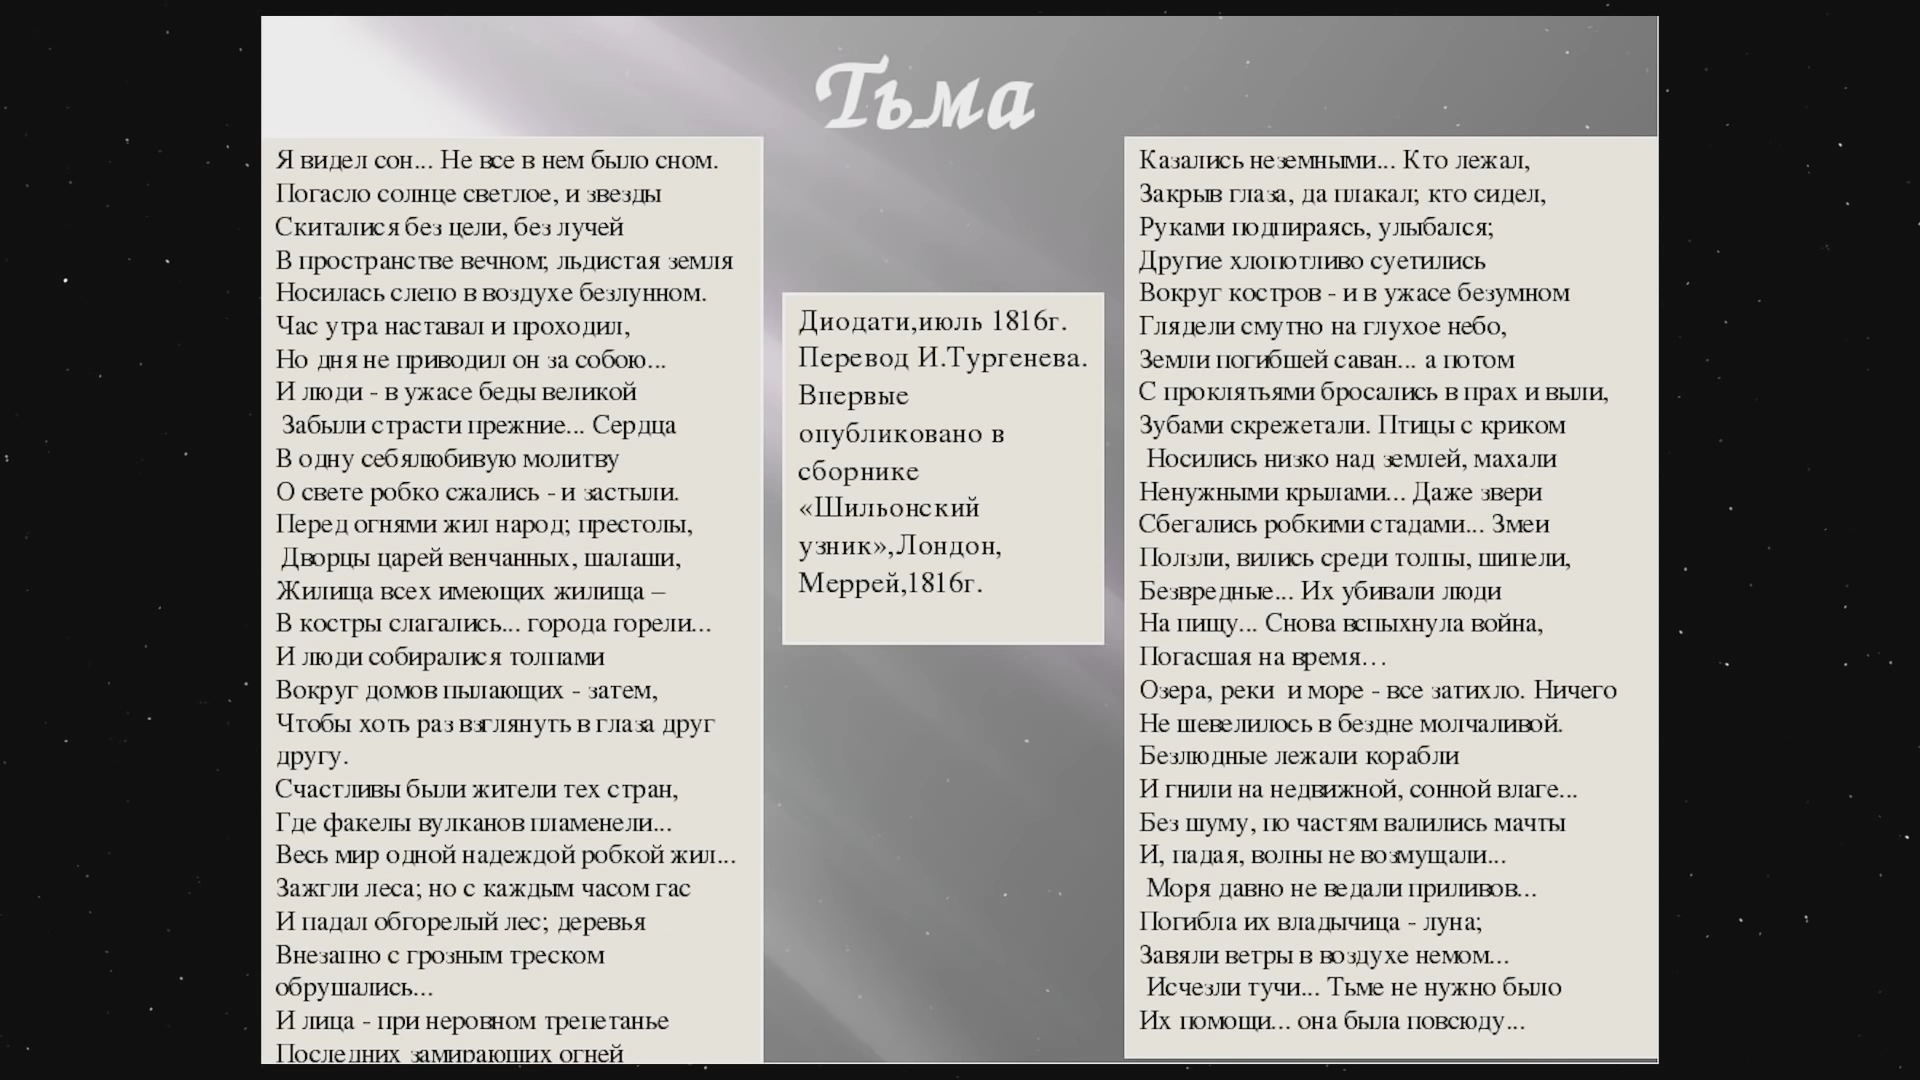 Тьма
Я видел сон... Не все в нем было сном.
Погасло солнце светлое, и звезды
Скиталися без цели, без лучей
В пространстве вечном; льдистая земля
Носилась слепо в воздухе безлунном.
Час утра наставал и проходил,
Но дня не приводил он за собою...
И люди - в ужасе беды великой
Забыли страсти прежние... Сердца
В одну себялюбивую молитву
О свете робко сжались - и застыли.
Перед огнями жил народ; престолы,
Дворцы царей венчанных, шалаши,
Жилища всех имеющих жилища –
В костры слагались... города горели...
И люди собиралися толпами
Вокруг домов пылающих - затем,
Чтобы хоть раз взглянуть в глаза друг
другу.
Счастливы были жители тех стран,
Где факелы вулканов пламенели...
Весь мир одной надеждой робкой жил...
Зажгли леса; но с каждым часом гас
И падал обгорелый лес; деревья
Внезапно с грозным треском
обрушались...
И лица - при неровном трепетанье
Последних замирающих огней
Диодати,июль 1816г.
Перевод И.Тургенева.
Впервые
опубликовано в
сборнике
«Шильонский
узник»,Лондон,
Меррей,1816г.
Казались неземными... Кто лежал,
Закрыв глаза, да плакал; кто сидел,
Руками подпираясь, улыбался;
Другие хлопотливо суетились
Вокруг костров - и в ужасе безумном
Глядели смутно на глухое небо,
Земли погибшей саван... а потом
С проклятьями бросались в прах и выли,
Зубами скрежетали. Птицы с криком
Носились низко над землей, махали
Ненужными крылами... Даже звери
Сбегались робкими стадами... Змеи
Ползли, вились среди толпы, шипели,
Безвредные... Их убивали люди
На пищу... Снова вспыхнула война,
Погасшая на время…
Озера, реки  и море - все затихло. Ничего
Не шевелилось в бездне молчаливой.
Безлюдные лежали корабли
И гнили на недвижной, сонной влаге...
Без шуму, по частям валились мачты
И, падая, волны не возмущали...
Моря давно не ведали приливов...
Погибла их владычица - луна;
Завяли ветры в воздухе немом...
Исчезли тучи... Тьме не нужно было
Их помощи... она была повсюду...